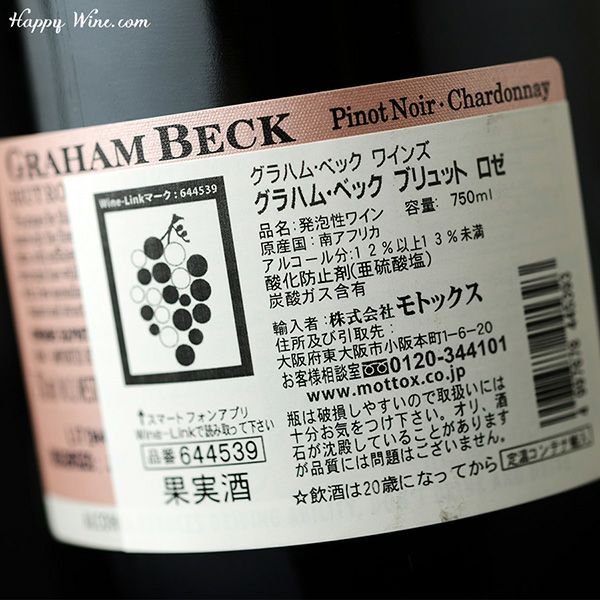 Happy Wine.com
GRAHAM BECK
Pinot Noir · Chardonnay
Wine-Linkマーク:644539
グラハム・ベック ワインズ
グラハム・ベック ブリュット ロゼ
品名:発泡性ワイン 容量: 750ml
原産国:南アフリカ
アルコール分:12%以上13%未満
酸化防止剤(亜硫酸塩)
炭酸ガス含有
輸入者:株式会社 モトックス
住所及び引取先:
大阪府東大阪市小阪本町1-6-20
お客様相談室 0120-344101
www.mottox.co.jp
↑スマートフォンアプリ
Wine-Linkで読み取って下さい
品番 644539
果実酒
瓶は破損しやすいので取扱いには
十分お気をつけ下さい。オリ、酒
石が沈殿していることがあります
が品質には問題はございません。
定温コンテナ輸入
☆飲酒は20歳になってから